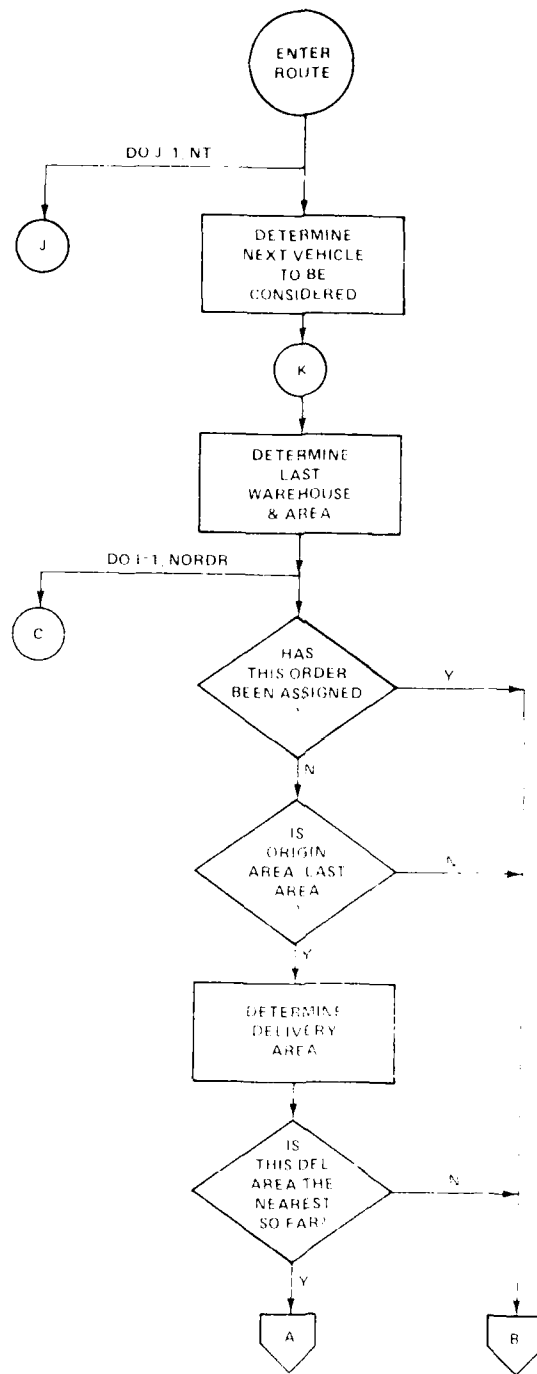 ENTER
ROUTE
DO J-1, NT
J
DETERMINE
NEXT VEHICLE
TO BE
CONSIDERED
K
DETERMINE
LAST
WAREHOUSE
& AREA
DO I-1, NORDR
C
HAS
THIS ORDER
BEEN ASSIGNED
Y
N
IS
ORIGIN
AREA LAST
AREA
N
Y
DETERMINE
DELIVERY
AREA
IS
THIS DEL
AREA THE
NEAREST
SO FAR?
N
Y
A
B